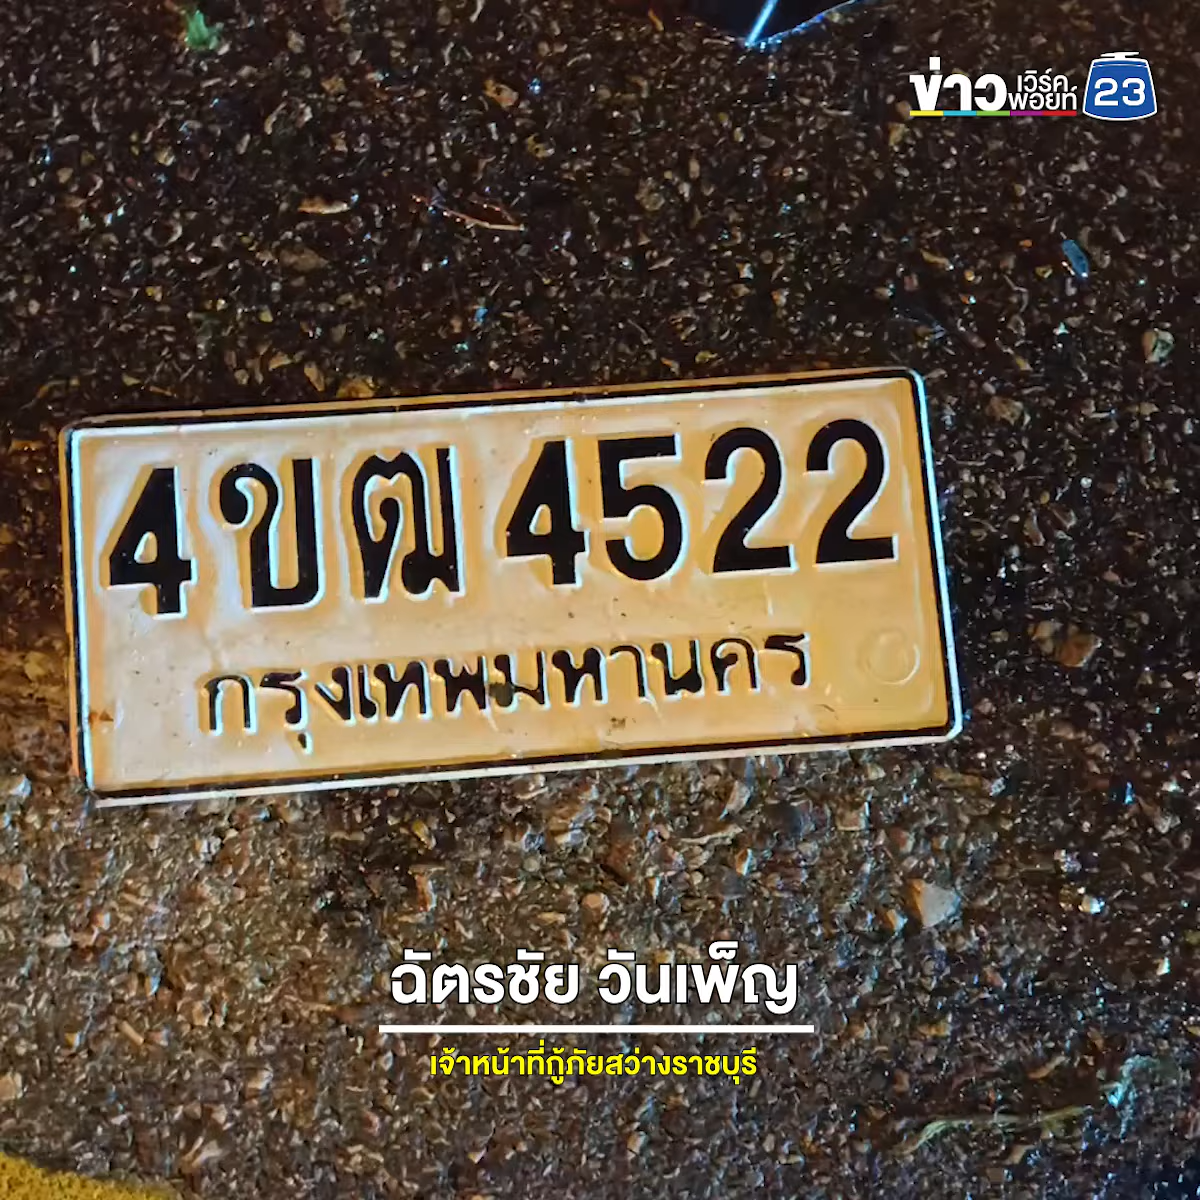 ข่าวเวิร์คพอยท์ 23
4ขฒ 4522
กรุงเทพมหานคร
ฉัตรชัย วันเพ็ญ
เจ้าหน้าที่กู้ภัยสว่างราชบุรี